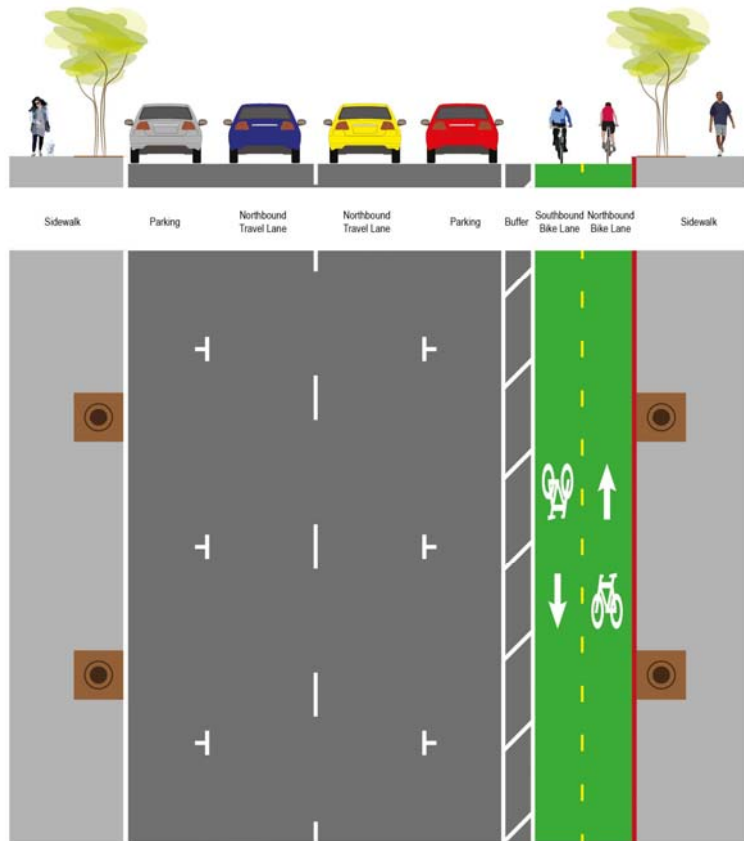 Sidewalk
Parking
Northbound
Travel Lane
Northbound
Travel Lane
Parking
Buffer
Southbound
Bike Lane
Northbound
Bike Lane
Sidewalk